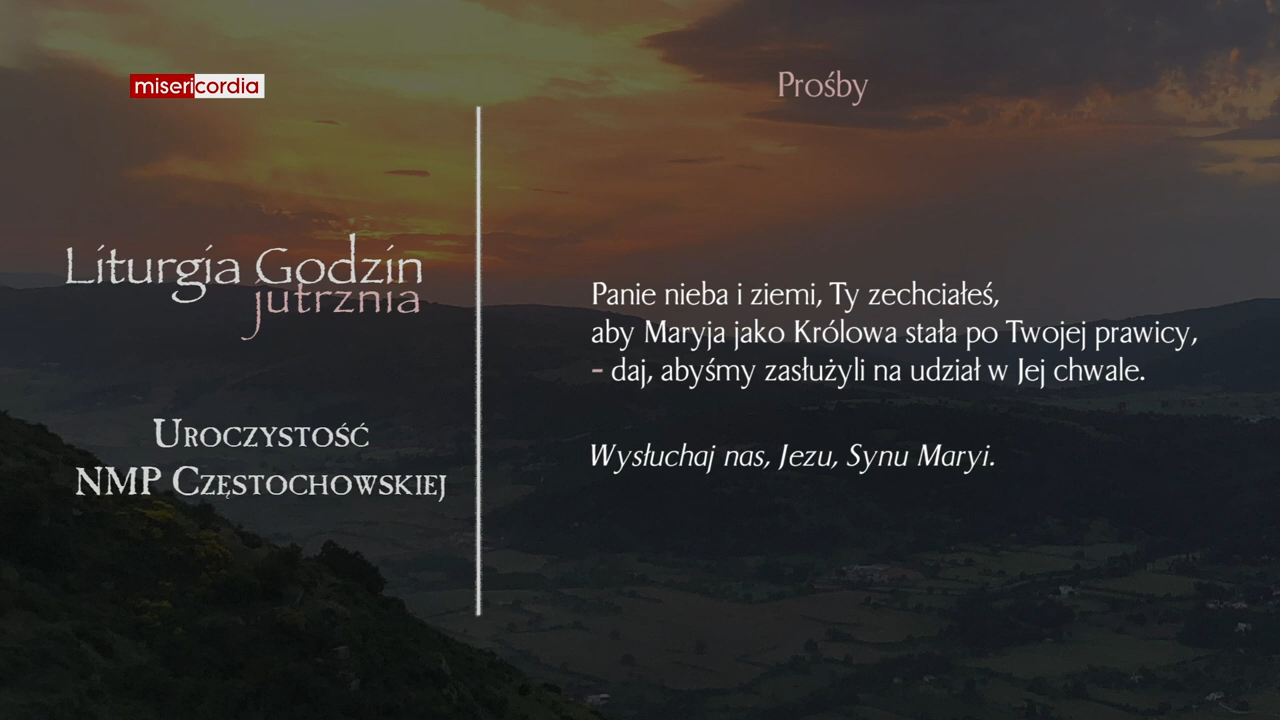 misericordia
Liturgia Godzin
jutrznia
Uroczystość
NMP Częstochowskiej
Prośby
Panie nieba i ziemi, Ty zechciałeś,
aby Maryja jako Królowa stała po Twojej prawicy,
- daj, abyśmy zasłużyli na udział w Jej chwale.
Wysłuchaj nas, Jezu, Synu Maryi.